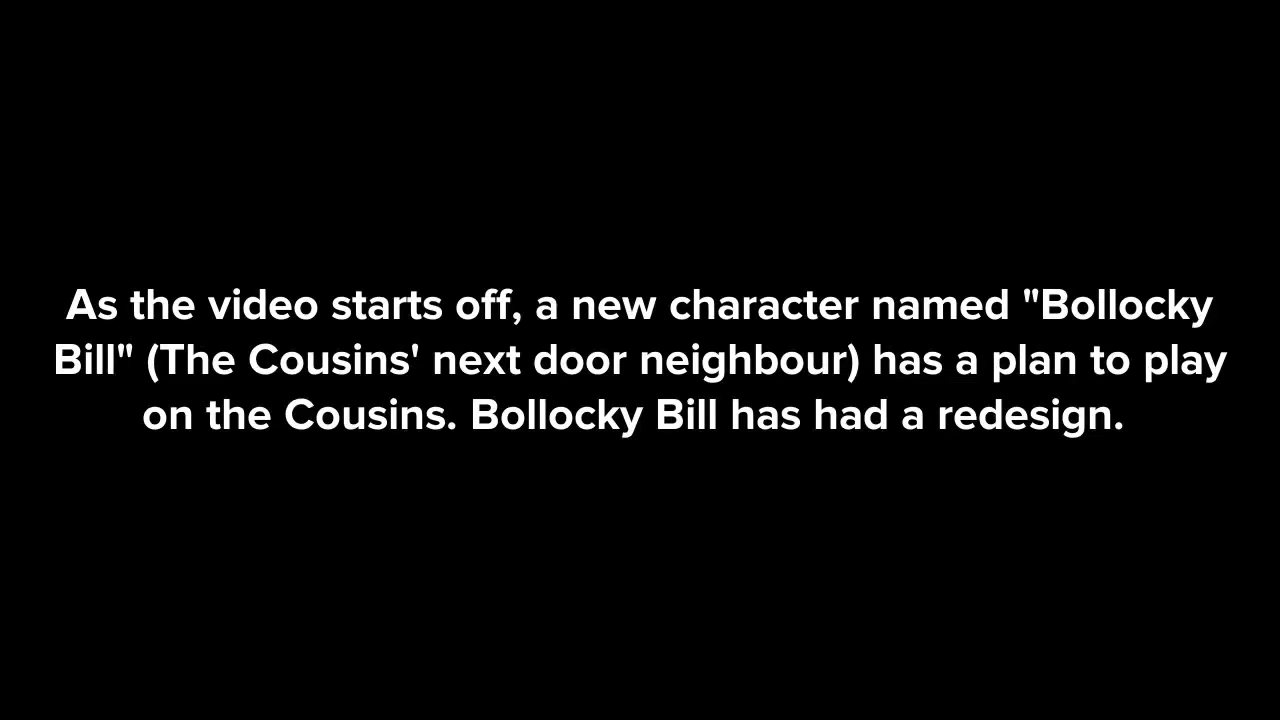 As the video starts off, a new character named "Bollocky
Bill" (The Cousins' next door neighbour) has a plan to play
on the Cousins. Bollocky Bill has had a redesign.